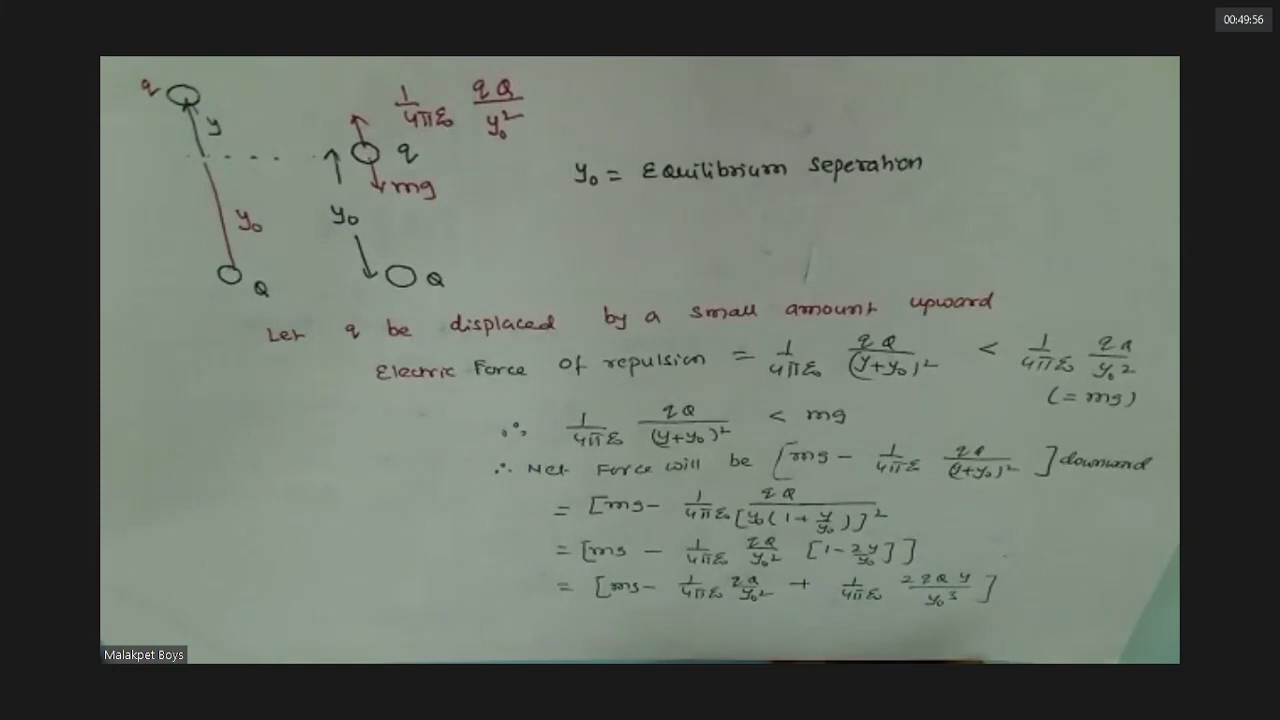 00:49:56
q
y
y₀
Q
1/4πε₀ qQ/y₀²
q
mg
y₀
Q
y₀ = Equilibrium seperation
Let q be displaced by a small amount upward
Electric Force of repulsion = 1/4πε₀ qQ/(y+y₀)² < 1/4πε₀ qQ/y₀²
(= mg)
∴ 1/4πε₀ qQ/(y+y₀)² < mg
∴ Net Force will be [mg - 1/4πε₀ qQ/(y+y₀)²] downward
= [mg - 1/4πε₀ qQ/[y₀(1+y/y₀)]²
= [mg - 1/4πε₀ qQ/y₀² [1-2y/y₀]]
= [mg - 1/4πε₀ qQ/y₀² + 1/4πε₀ 2qQy/y₀³]
Malakpet Boys